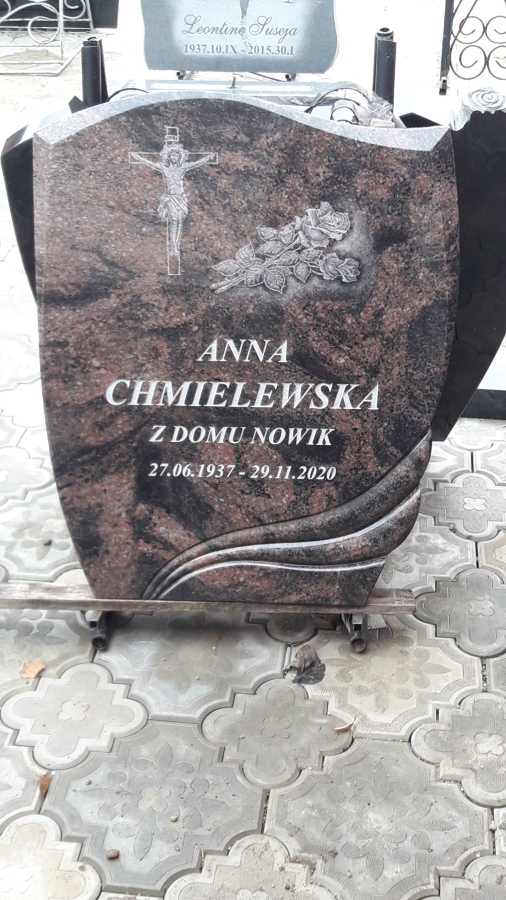 Leontine Suseja
1937.10.IX - 2015.30.I
ANNA
CHMIELEWSKA
Z DOMU NOWIK
27.06.1937 - 29.11.2020